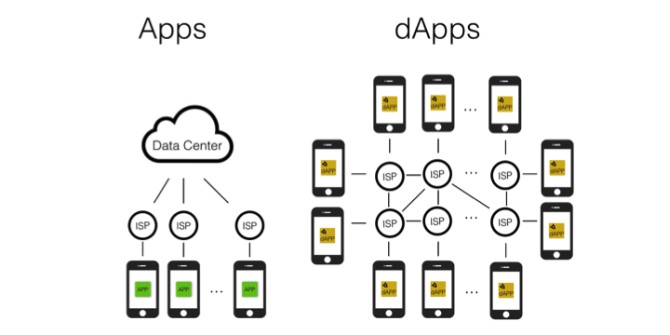 Apps
dApps
Data Center
ISP ISP ISP
APP APP ... APP
dAPP dAPP ... dAPP
dAPP ISP ISP ... ISP dAPP
dAPP ISP ISP ... ISP dAPP
dAPP dAPP ... dAPP